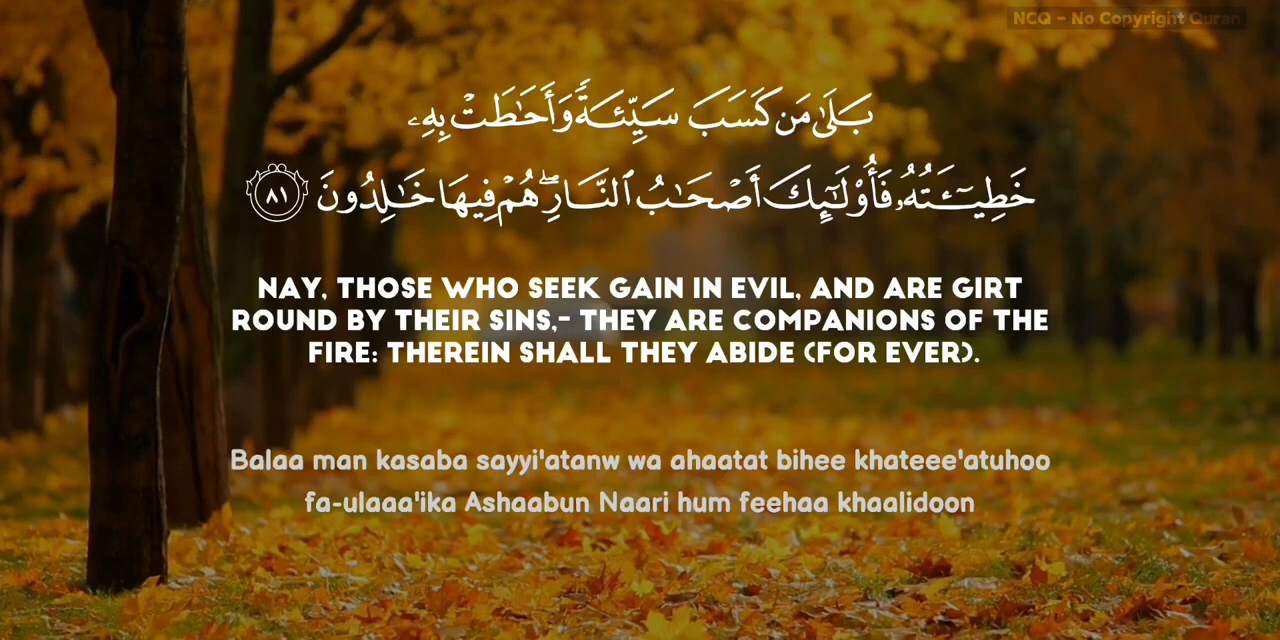 NCQ - No Copyright Quran
بَلَىٰ مَن كَسَبَ سَيِّئَةً وَأَحَٰطَتْ بِهِۦ
خَطِيٓـَٔتُهُۥ فَأُو۟لَٰٓئِكَ أَصْحَٰبُ ٱلنَّارِ ۖ هُمْ فِيهَا خَٰلِدُونَ ٨١
NAY, THOSE WHO SEEK GAIN IN EVIL, AND ARE GIRT
ROUND BY THEIR SINS,- THEY ARE COMPANIONS OF THE
FIRE: THEREIN SHALL THEY ABIDE (FOR EVER).
Balaa man kasaba sayyi'atanw wa ahaatat bihee khateee'atuhoo
fa-ulaaa'ika Ashaabun Naari hum feehaa khaalidoon